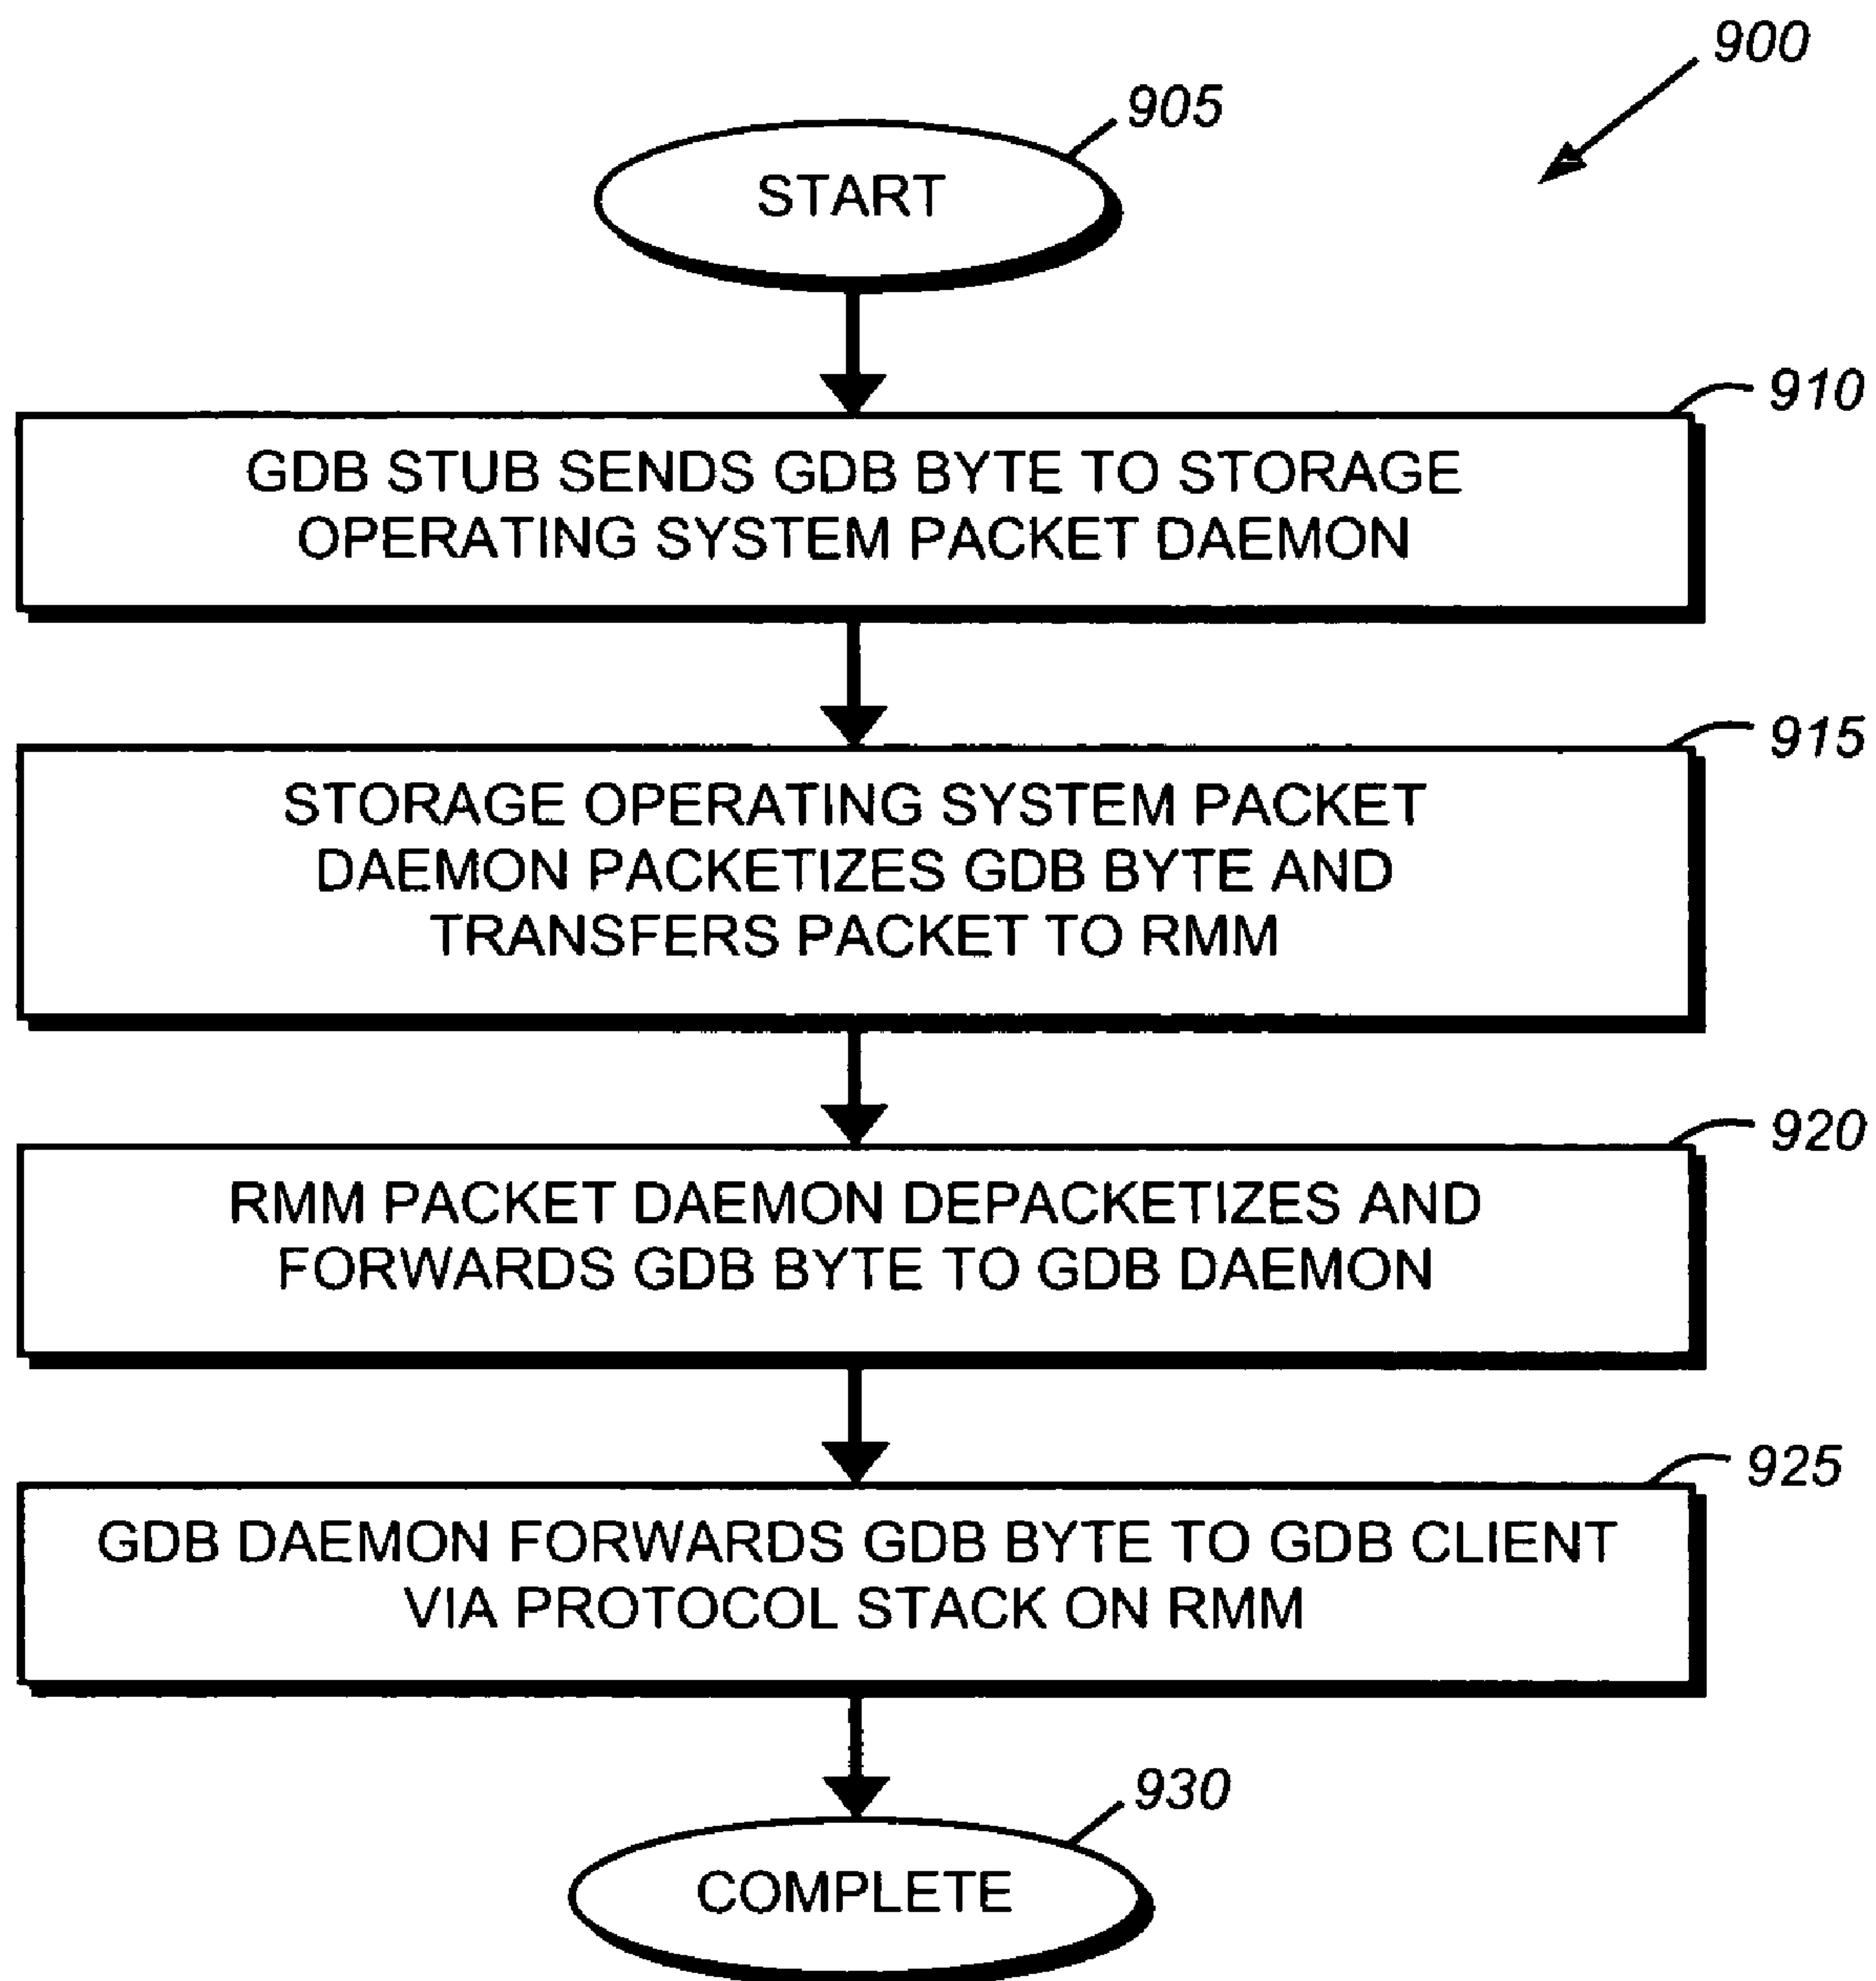 900
905
START
910
GDB STUB SENDS GDB BYTE TO STORAGE
OPERATING SYSTEM PACKET DAEMON
915
STORAGE OPERATING SYSTEM PACKET
DAEMON PACKETIZES GDB BYTE AND
TRANSFERS PACKET TO RMM
920
RMM PACKET DAEMON DEPACKETIZES AND
FORWARDS GDB BYTE TO GDB DAEMON
925
GDB DAEMON FORWARDS GDB BYTE TO GDB CLIENT
VIA PROTOCOL STACK ON RMM
930
COMPLETE